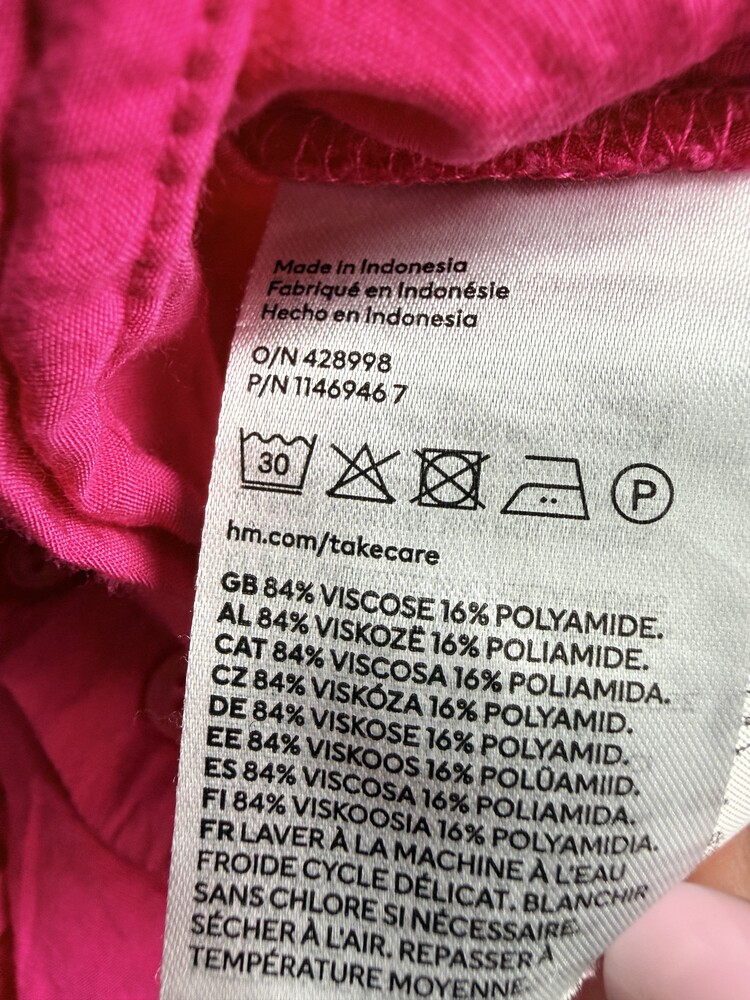 Made in Indonesia
Fabriqué en Indonésie
Hecho en Indonesia
O/N 428998
P/N 1146946 7
30
P
hm.com/takecare
GB 84% VISCOSE 16% POLYAMIDE.
AL 84% VISKOZË 16% POLIAMIDE.
CAT 84% VISCOSA 16% POLIAMIDA.
CZ 84% VISKÓZA 16% POLYAMID.
DE 84% VISKOSE 16% POLYAMID.
EE 84% VISKOOS 16% POLÜAMIID.
ES 84% VISCOSA 16% POLIAMIDA.
FI 84% VISKOOSIA 16% POLYAMIDIA.
FR LAVER À LA MACHINE À L'EAU
FROIDE CYCLE DÉLICAT. BLANCHIR
SANS CHLORE SI NÉCESSAIRE.
SÉCHER À L'AIR. REPASSER À
TEMPÉRATURE MOYENNE.